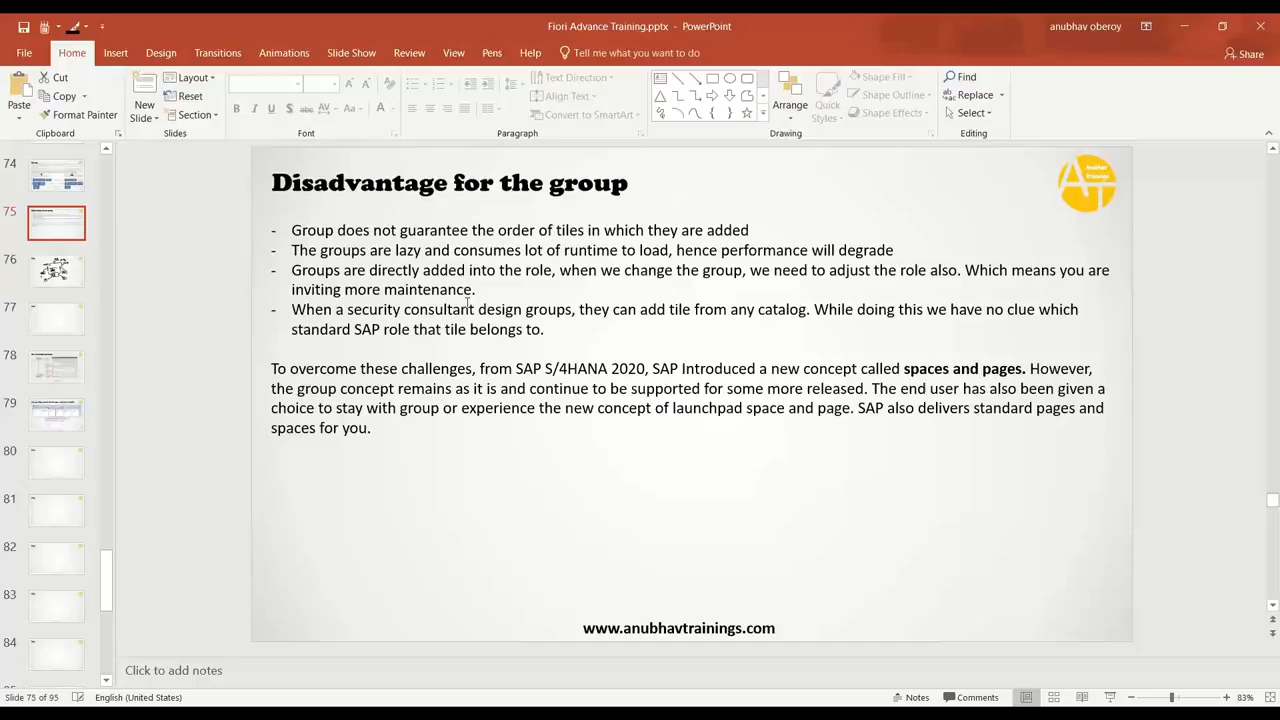 Fiori Advance Training.pptx - PowerPoint
anubhav oberoy
File Home Insert Design Slide Show Transitions Animations Review View Pens Help Tell me what you want to do
Share
Cut
Copy
Format Painter
Paste
Clipboard
New Slide
Layout
Reset
Section
Slides
B I U S abc AV Aa A
Font
Text Direction
Align Text
Convert to SmartArt
Paragraph
Arrange
Quick Styles
Shape Fill
Shape Outline
Shape Effects
Drawing
Find
Replace
Select
Editing
74
75
76
77
78
79
80
81
82
83
84
Disadvantage for the group
- Group does not guarantee the order of tiles in which they are added
- The groups are lazy and consumes lot of runtime to load, hence performance will degrade
- Groups are directly added into the role, when we change the group, we need to adjust the role also. Which means you are
inviting more maintenance.
- When a security consultant design groups, they can add tile from any catalog. While doing this we have no clue which
standard SAP role that tile belongs to.
To overcome these challenges, from SAP S/4HANA 2020, SAP Introduced a new concept called spaces and pages. However,
the group concept remains as it is and continue to be supported for some more released. The end user has also been given a
choice to stay with group or experience the new concept of launchpad space and page. SAP also delivers standard pages and
spaces for you.
www.anubhavtrainings.com
Click to add notes
Slide 75 of 95 English (United States) Notes Comments 83%